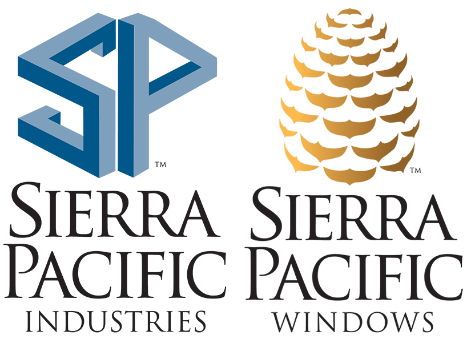 SP
™
SIERRA
PACIFIC
INDUSTRIES
™
SIERRA
PACIFIC
WINDOWS